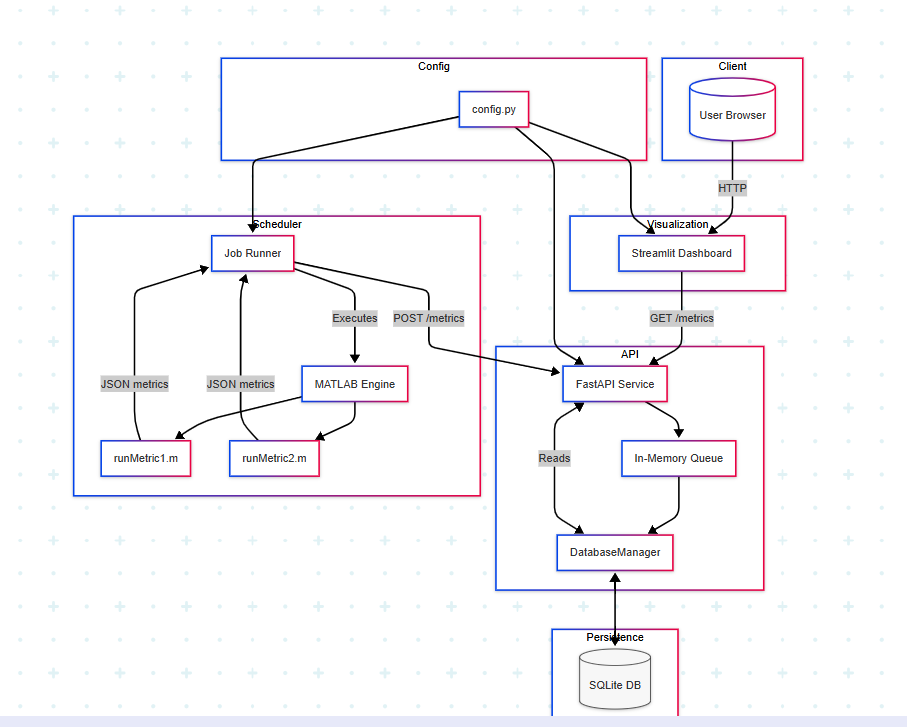 Config
Client
config.py
User Browser
HTTP
Scheduler
Visualization
Job Runner
Streamlit Dashboard
Executes
POST /metrics
GET /metrics
API
JSON metrics
JSON metrics
MATLAB Engine
FastAPI Service
runMetric1.m
runMetric2.m
Reads
In-Memory Queue
DatabaseManager
Persistence
SQLite DB